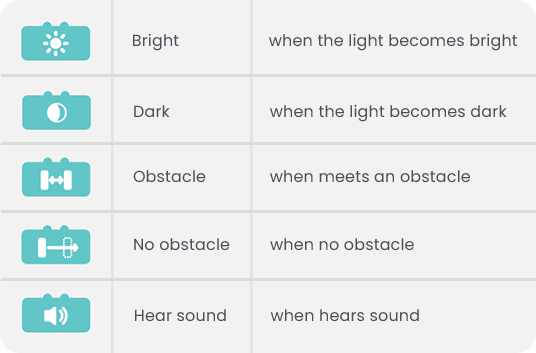 Bright when the light becomes bright
Dark when the light becomes dark
Obstacle when meets an obstacle
No obstacle when no obstacle
Hear sound when hears sound